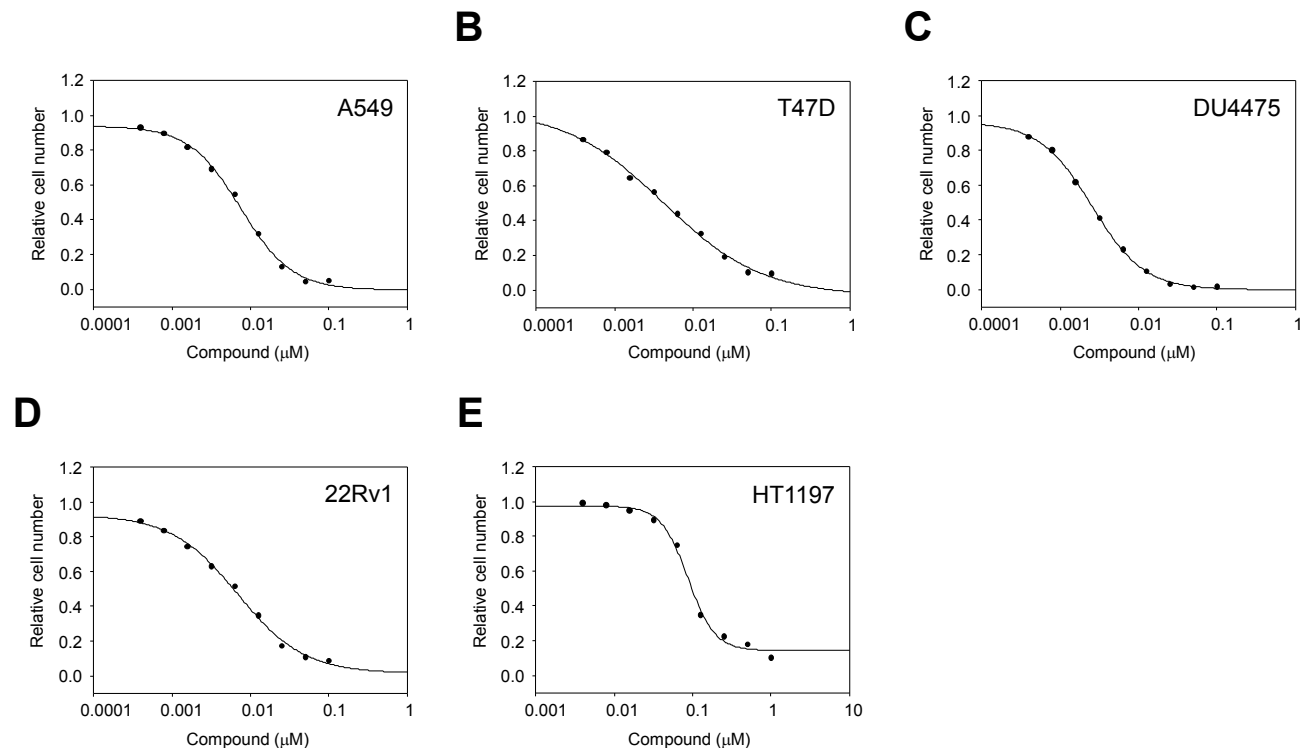 B
C
A549
1.2
1.0
0.8
0.6
0.4
0.2
0.0
Relative cell number
0.0001 0.001 0.01 0.1 1
Compound (μM)
T47D
1.2
1.0
0.8
0.6
0.4
0.2
0.0
Relative cell number
0.0001 0.001 0.01 0.1 1
Compound (μM)
DU4475
1.2
1.0
0.8
0.6
0.4
0.2
0.0
Relative cell number
0.0001 0.001 0.01 0.1 1
Compound (μM)
D
E
22Rv1
1.2
1.0
0.8
0.6
0.4
0.2
0.0
Relative cell number
0.0001 0.001 0.01 0.1 1
Compound (μM)
HT1197
1.2
1.0
0.8
0.6
0.4
0.2
0.0
Relative cell number
0.001 0.01 0.1 1 10
Compound (μM)